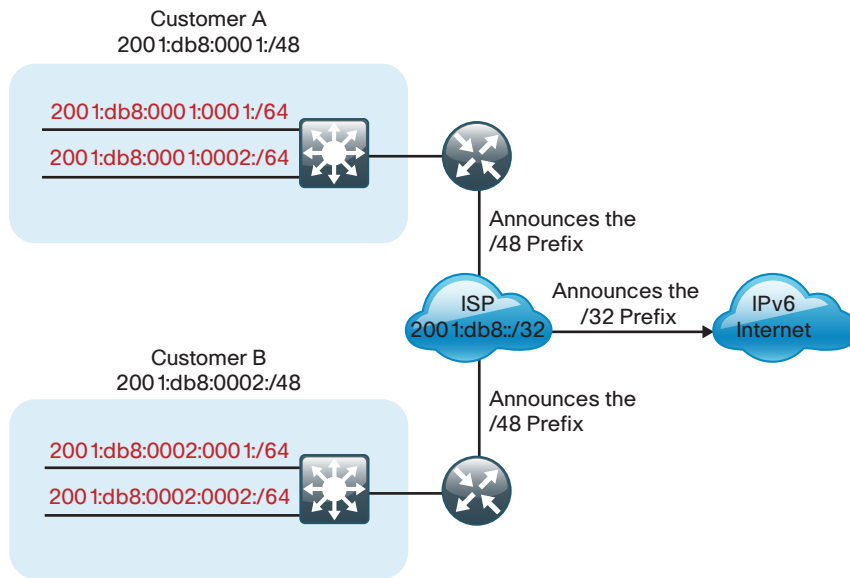 Customer A
2001:db8:0001:/48
2001:db8:0001:0001:/64
2001:db8:0001:0002:/64
Announces the
/48 Prefix
ISP
2001:db8::/32
Announces the
/32 Prefix
IPv6
Internet
Customer B
2001:db8:0002:/48
Announces the
/48 Prefix
2001:db8:0002:0001:/64
2001:db8:0002:0002:/64